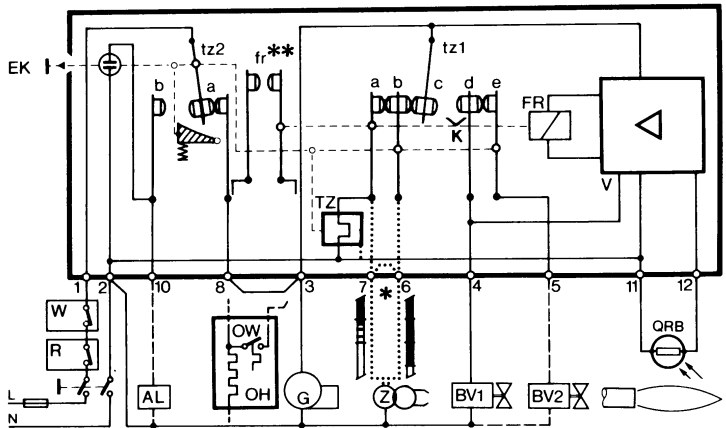 EK
tz2
fr**
tz1
b
a
a
b
c
d
e
FR
K
TZ
V
1
2
10
8
3
7
*
6
4
5
11
12
W
R
L
N
AL
OW
OH
G
Z
BV1
BV2
QRB